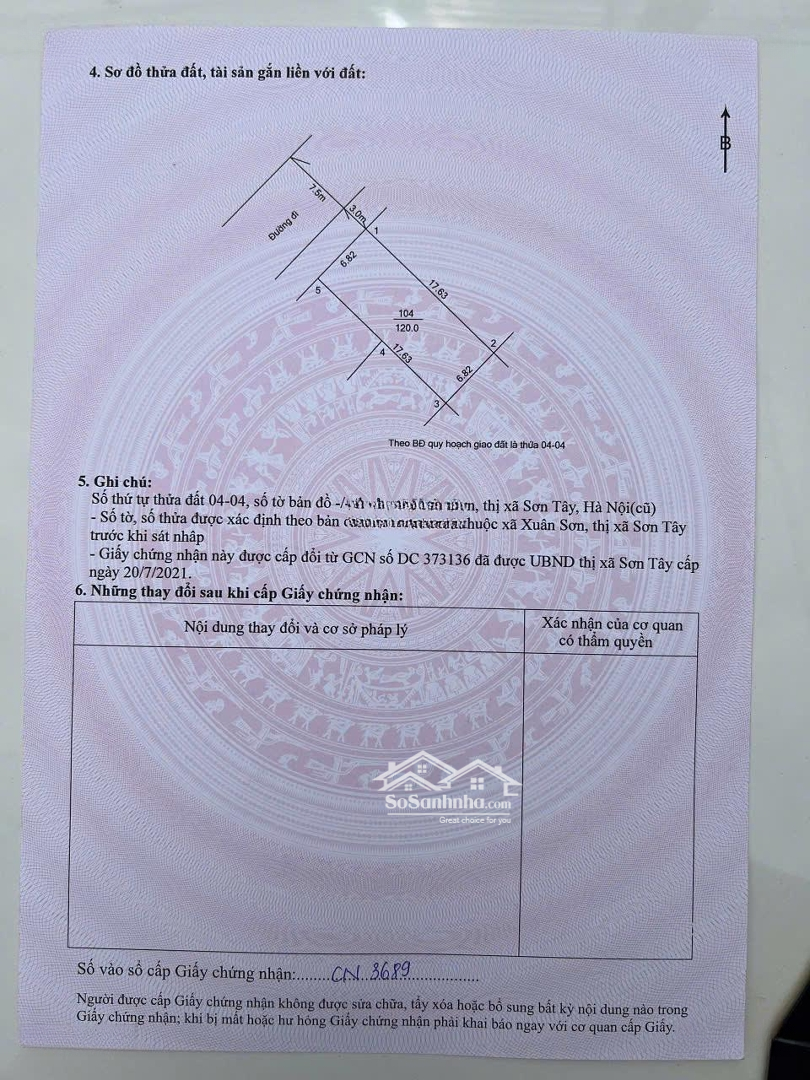 4. Sơ đồ thửa đất, tài sản gắn liền với đất:
B
7.5m
3.0m
Đường đi
1
6.82
5
17.63
104
120.0
2
4
17.63
6.82
3
Theo BĐ quy hoạch giao đất là thửa 04-04
5. Ghi chú:
Số thứ tự thửa đất 04-04, số tờ bản đồ -/- thị xã Sơn Tây, Hà Nội(cũ)
- Số tờ, số thửa được xác định theo bản thuộc xã Xuân Sơn, thị xã Sơn Tây
trước khi sát nhâp
- Giấy chứng nhận này được cấp đổi từ GCN số DC 373136 đã được UBND thị xã Sơn Tây cấp
ngày 20/7/2021.
6. Những thay đổi sau khi cấp Giấy chứng nhận:
Nội dung thay đổi và cơ sở pháp lý
Xác nhận của cơ quan
có thẩm quyền
SoSanhnha.com
Great choice for you
Số vào sổ cấp Giấy chứng nhận:........CN 3689....................
Người được cấp Giấy chứng nhận không được sửa chữa, tẩy xóa hoặc bổ sung bất kỳ nội dung nào trong
Giấy chứng nhận; khi bị mất hoặc hư hỏng Giấy chứng nhận phải khai báo ngay với cơ quan cấp Giấy.